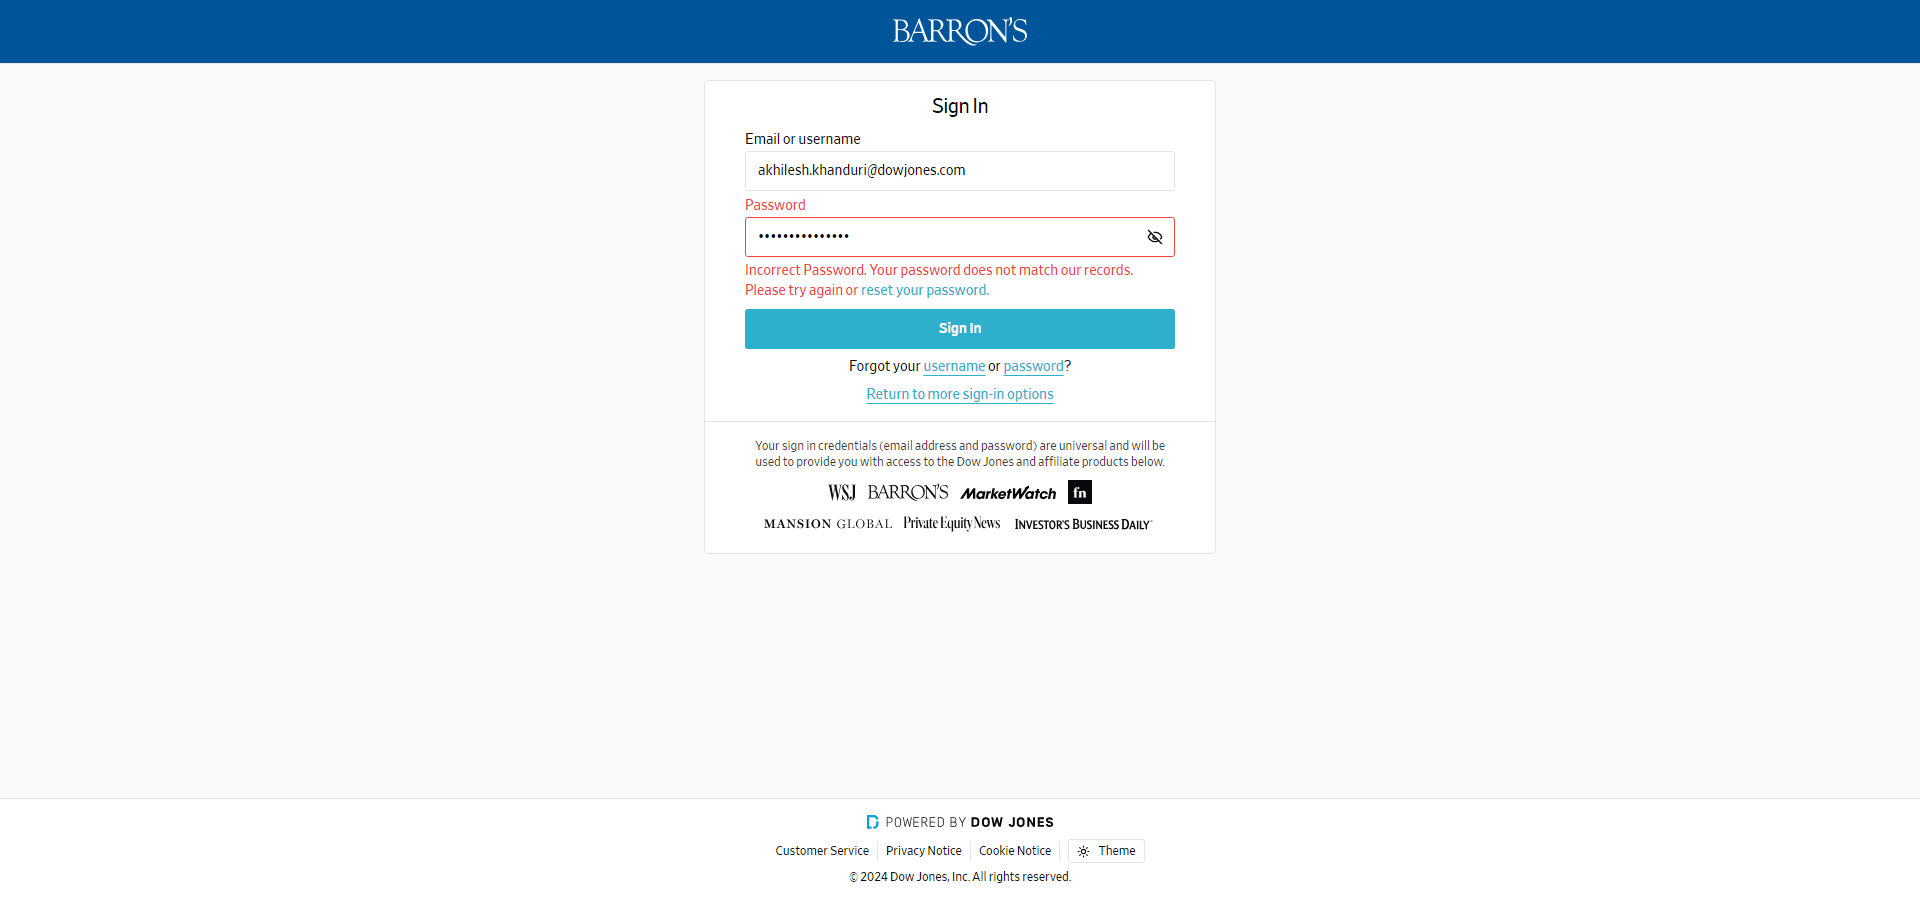 BARRON'S
Sign In
Email or username
akhilesh.khanduri@dowjones.com
Password
•••••••••••••••
Incorrect Password. Your password does not match our records.
Please try again or reset your password.
Sign In
Forgot your username or password?
Return to more sign-in options
Your sign in credentials (email address and password) are universal and will be
used to provide you with access to the Dow Jones and affiliate products below.
WSJ BARRON'S MarketWatch fn
MANSION GLOBAL Private Equity News INVESTOR'S BUSINESS DAILY
POWERED BY DOW JONES
Customer Service Privacy Notice Cookie Notice Theme
© 2024 Dow Jones, Inc. All rights reserved.